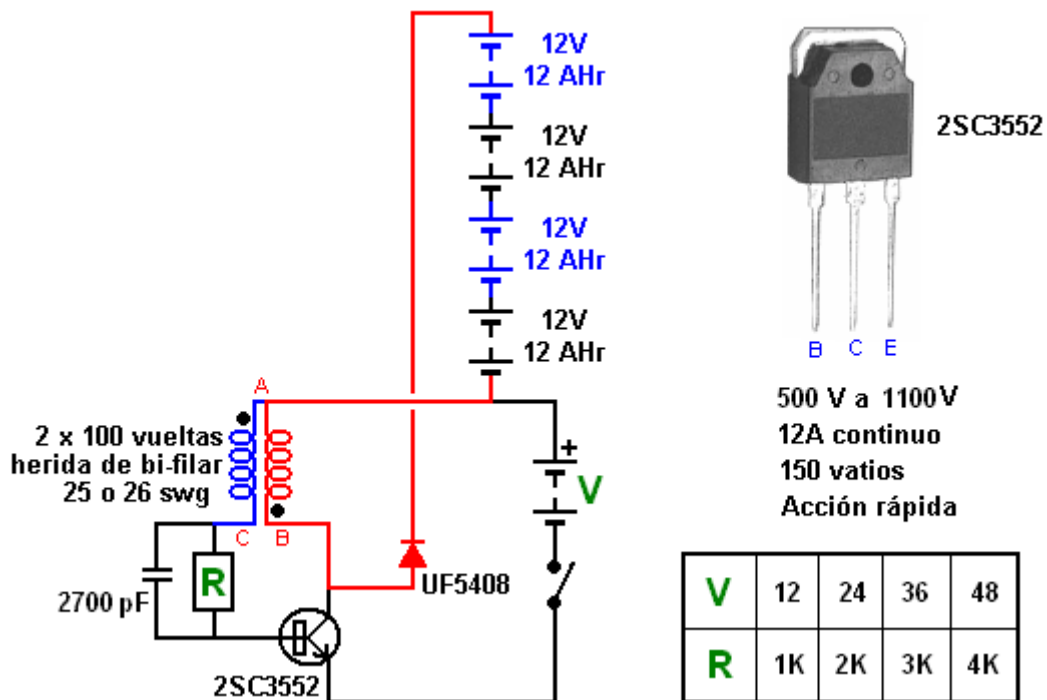 12V
12 AHr
12V
12 AHr
12V
12 AHr
12V
12 AHr
A
2 x 100 vueltas
herida de bi-filar
25 o 26 swg
C B
2700 pF
R
2SC3552
UF5408
+
V
2SC3552
B C E
500 V a 1100V
12A continuo
150 vatios
Acción rápida
V 12 24 36 48
R 1K 2K 3K 4K